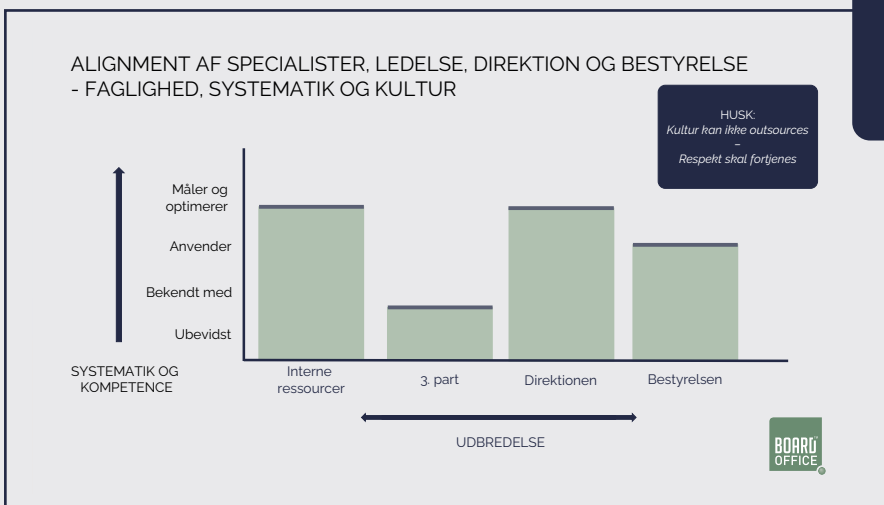 ALIGNMENT AF SPECIALISTER, LEDELSE, DIREKTION OG BESTYRELSE
- FAGLIGHED, SYSTEMATIK OG KULTUR
HUSK:
Kultur kan ikke outsources
–
Respekt skal fortjenes
Måler og
optimerer
Anvender
Bekendt med
Ubevidst
SYSTEMATIK OG
KOMPETENCE
Interne
ressourcer
3. part
Direktionen
Bestyrelsen
UDBREDELSE
BOARD
OFFICE